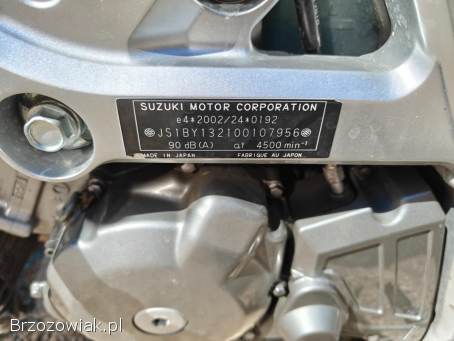 SUZUKI MOTOR CORPORATION
e4*2002/24*0192
JS1BY132100107956
90 dB(A) at 4500 min⁻¹
MADE IN JAPAN FABRIQUE AU JAPON
Brzozowiak.pl